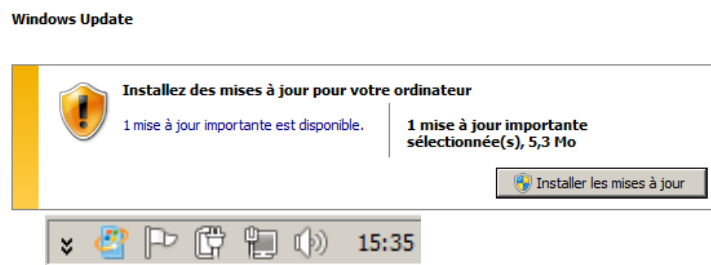 Windows Update
Installez des mises à jour pour votre ordinateur
1 mise à jour importante est disponible.
1 mise à jour importante
sélectionnée(s), 5,3 Mo
Installer les mises à jour
15:35